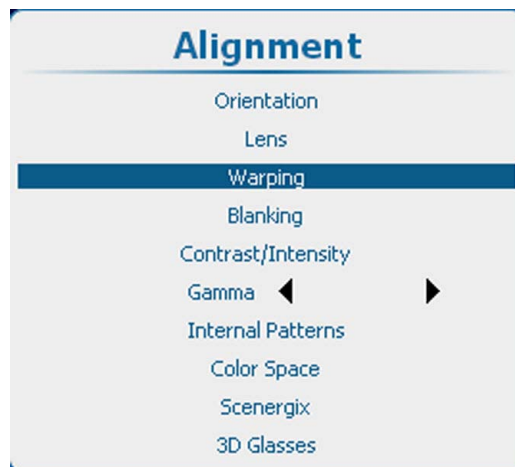 Alignment
Orientation
Lens
Warping
Blanking
Contrast/Intensity
Gamma
Internal Patterns
Color Space
Scenergix
3D Glasses